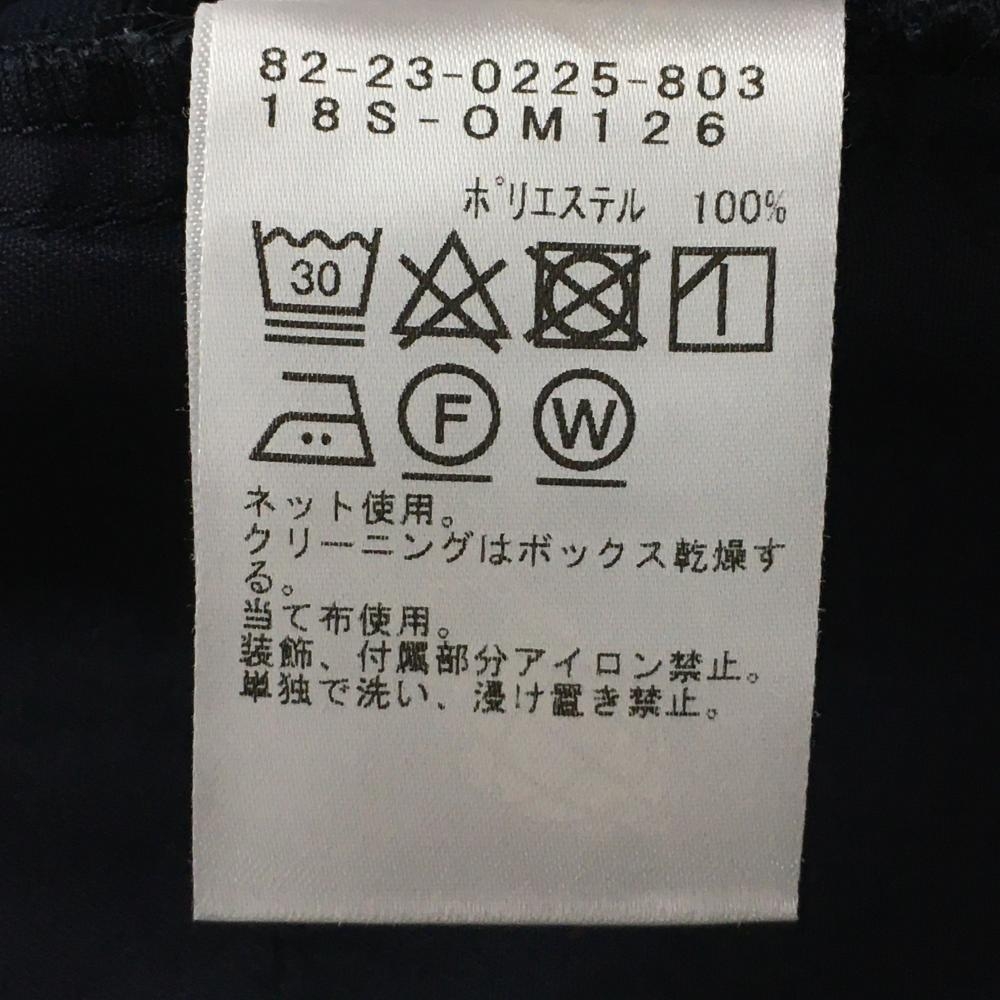 82-23-0225-803
18S-OM126
ポリエステル 100%
30
F W
ネット使用。
クリーニングはボックス乾燥す
る。
当て布使用。
装飾、付属部分アイロン禁止。
単独で洗い、浸け置き禁止。